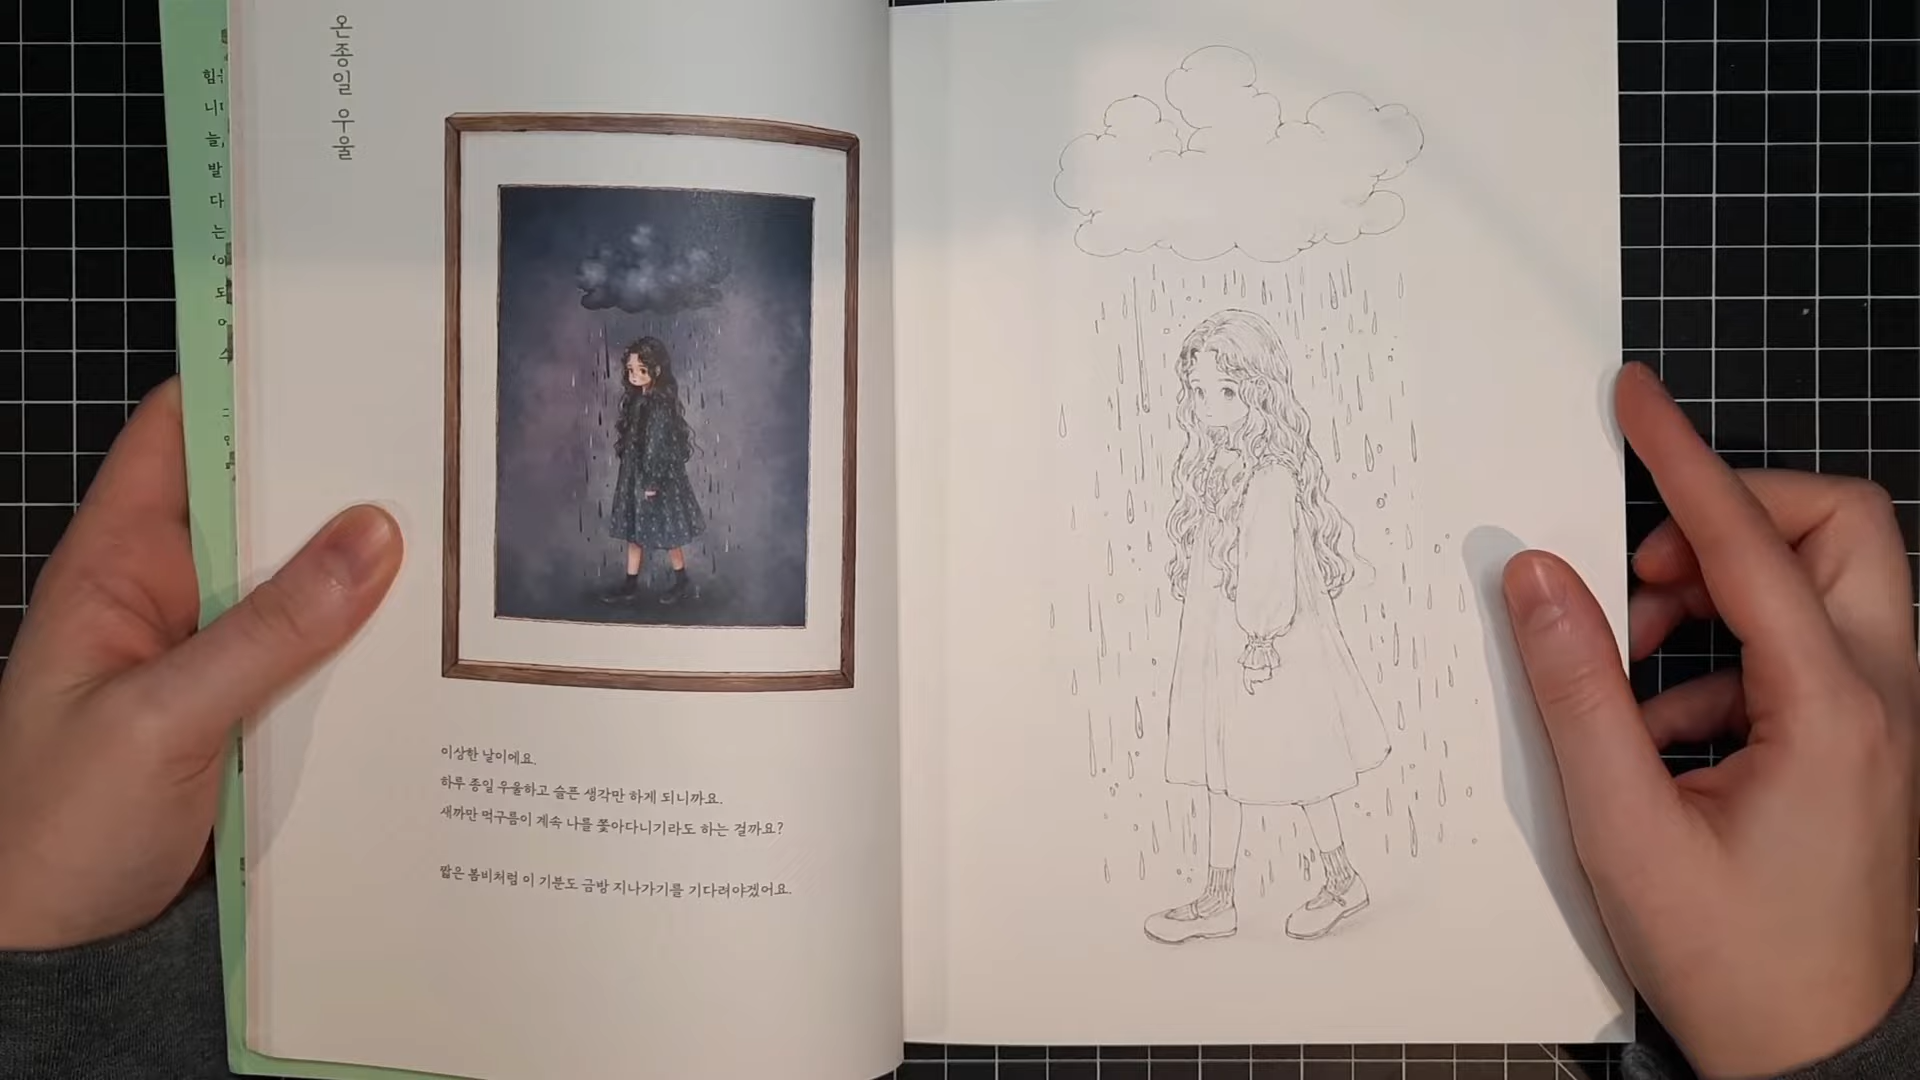 온종일 우울
이상한 날이에요.
하루 종일 우울하고 슬픈 생각만 하게 되니까요.
새까만 먹구름이 계속 나를 쫓아다니기라도 하는 걸까요?
짧은 봄비처럼 이 기분도 금방 지나가기를 기다려야겠어요.